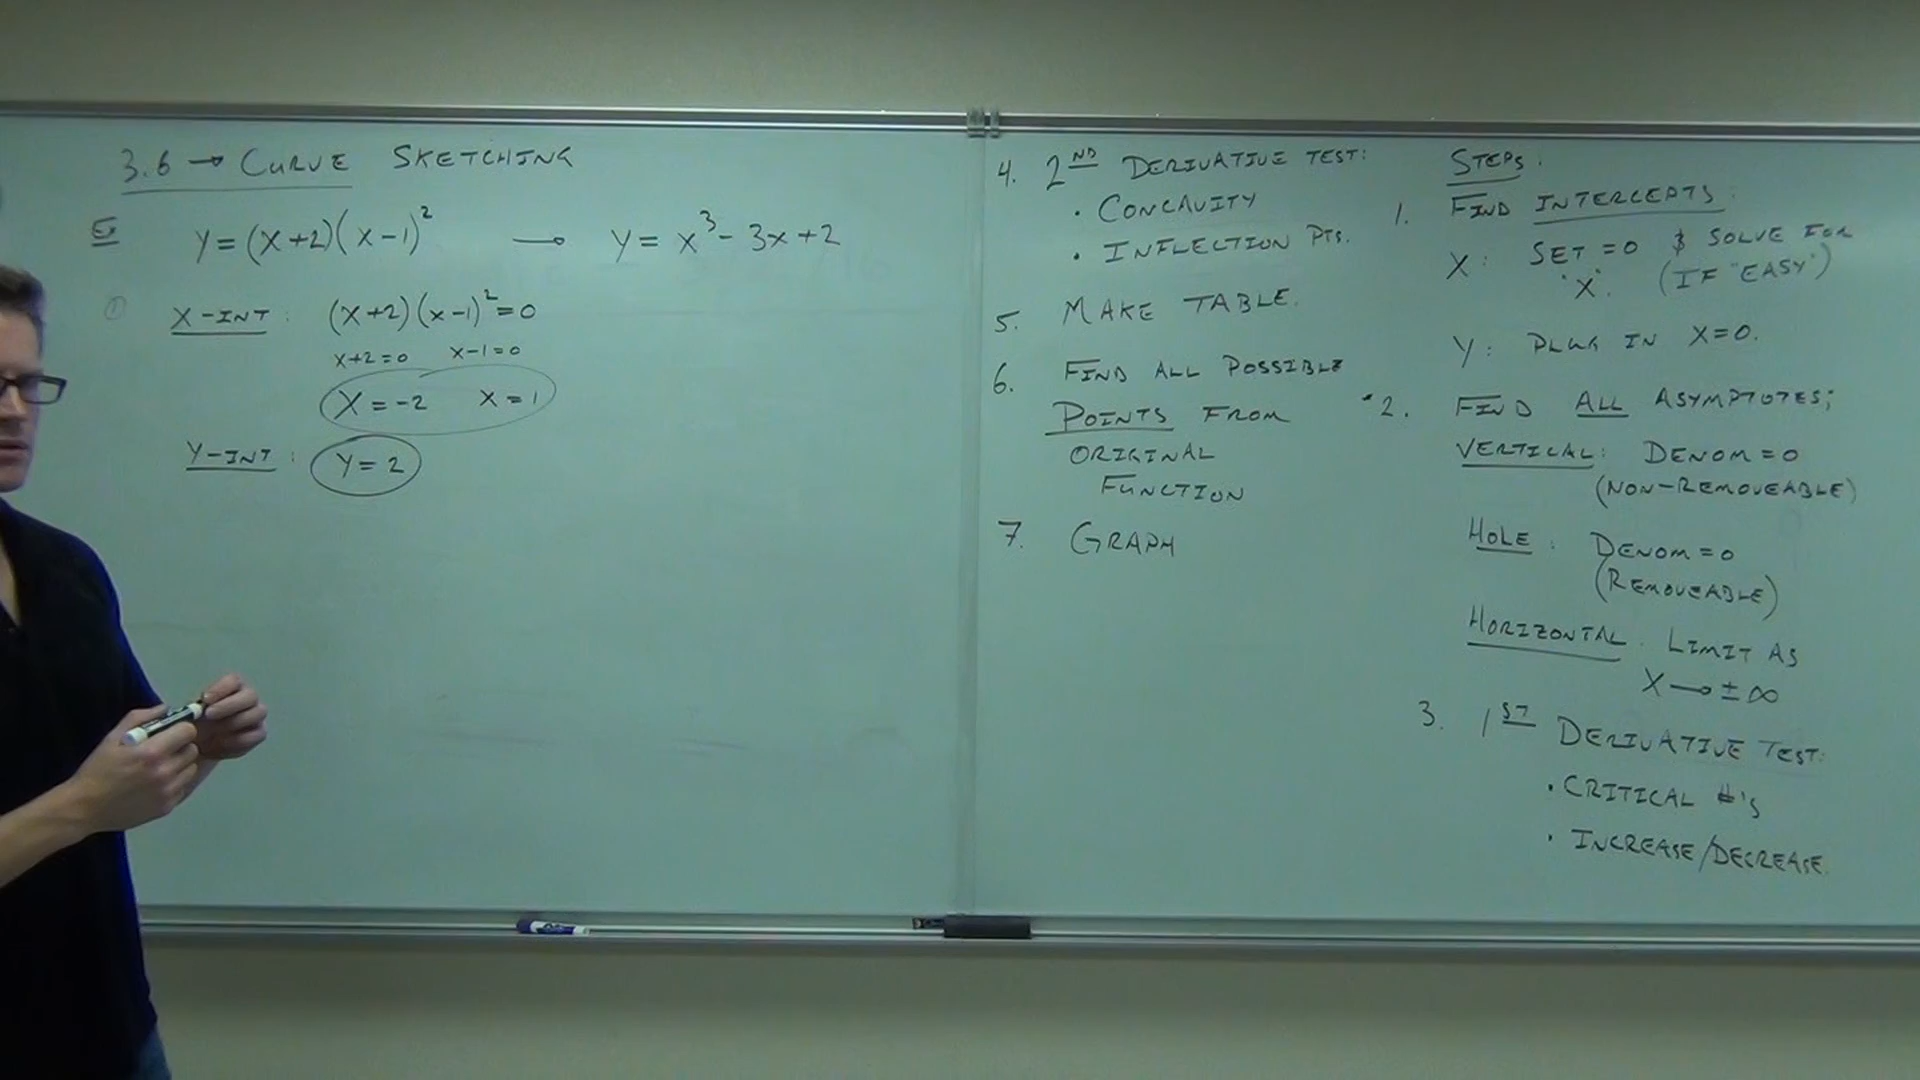 3.6 → CURVE SKETCHING
EX y=(x+2)(x-1)² → y= x³- 3x+2
① X-INT: (x+2)(x-1)²=0
x+2=0 x-1=0
x=-2 x=1
Y-INT: y=2
4. 2ND DERIVATIVE TEST:
• CONCAVITY
• INFLECTION PTS.
5. MAKE TABLE.
6. FIND ALL POSSIBLE
POINTS FROM
ORIGINAL
FUNCTION
7. GRAPH
STEPS:
1. FIND INTERCEPTS:
X: SET =0 & SOLVE FOR
"X". (IF "EASY")
Y: PLUG IN X=0.
2. FIND ALL ASYMPTOTES;
VERTICAL: DENOM=0
(NON-REMOVEABLE)
HOLE: DENOM=0
(REMOVEABLE)
HORIZONTAL: LIMIT AS
X→±∞
3. 1ST DERIVATIVE TEST:
• CRITICAL #'s
• INCREASE/DECREASE.